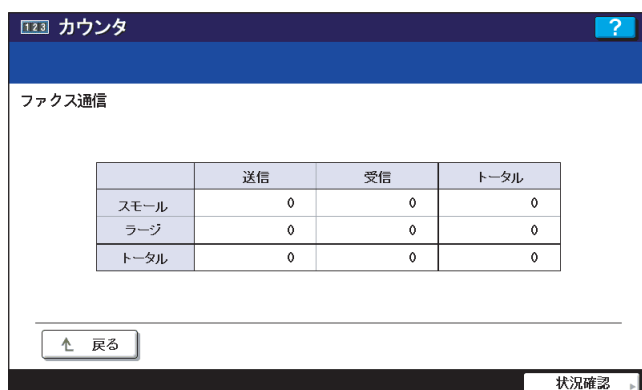 123 カウンタ ?
ファクス通信
送信 受信 トータル
スモール 0 0 0
ラージ 0 0 0
トータル 0 0 0
戻る
状況確認